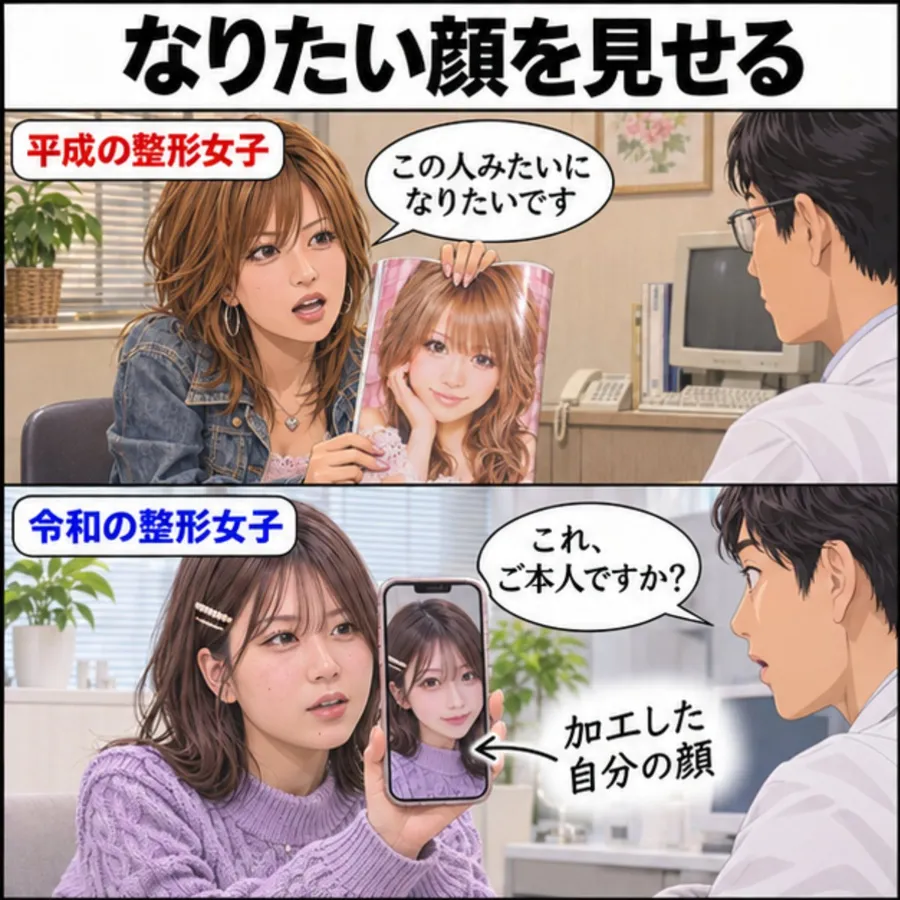 なりたい顔を見せる
平成の整形女子
この人みたいに
なりたいです
令和の整形女子
これ、
ご本人ですか?
加工した
自分の顔